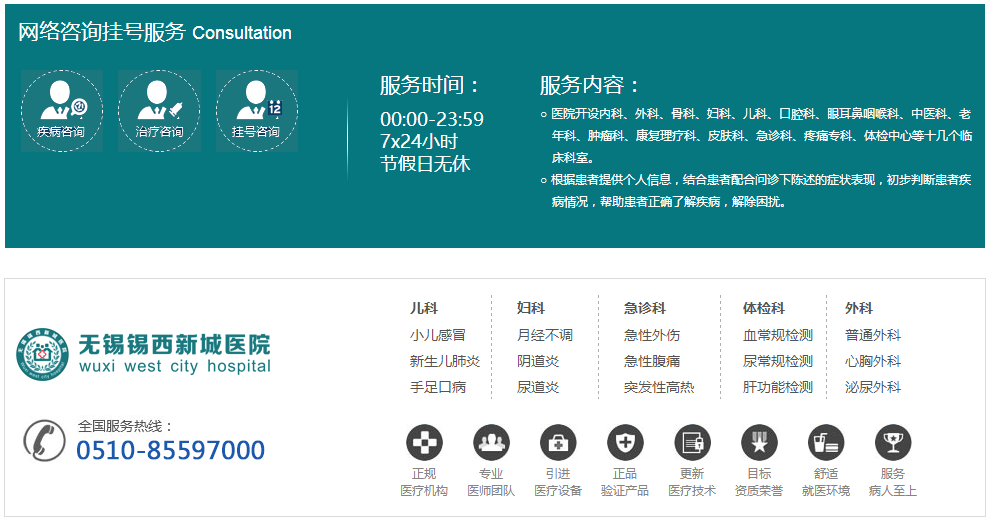 网络咨询挂号服务 Consultation
疾病咨询
治疗咨询
12
挂号咨询
服务时间：
00:00-23:59
7x24小时
节假日无休
服务内容：
医院开设内科、外科、骨科、妇科、儿科、口腔科、眼耳鼻咽喉科、中医科、老
年科、肿瘤科、康复理疗科、皮肤科、急诊科、疼痛专科、体检中心等十几个临
床科室。
根据患者提供个人信息，结合患者配合问诊下陈述的症状表现，初步判断患者疾
病情况，帮助患者正确了解疾病，解除困扰。
无锡锡西新城医院
wuxi west city hospital
全国服务热线：
0510-85597000
儿科
小儿感冒
新生儿肺炎
手足口病
妇科
月经不调
阴道炎
尿道炎
急诊科
急性外伤
急性腹痛
突发性高热
体检科
血常规检测
尿常规检测
肝功能检测
外科
普通外科
心胸外科
泌尿外科
正规
医疗机构
专业
医师团队
引进
医疗设备
正品
验证产品
更新
医疗技术
目标
资质荣誉
舒适
就医环境
服务
病人至上